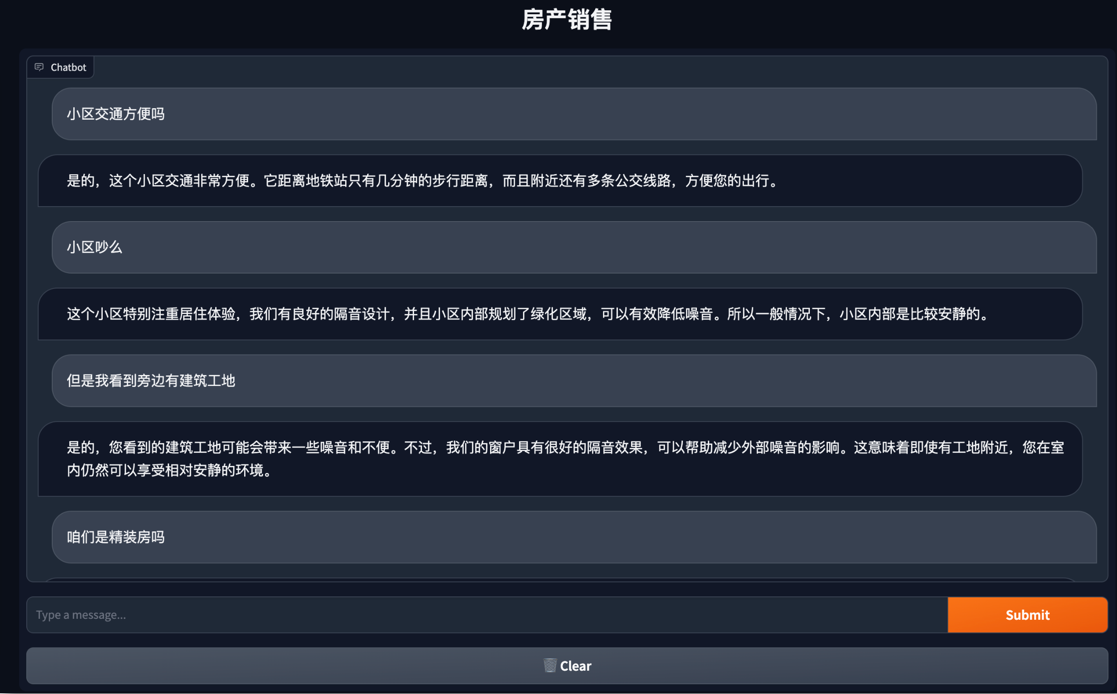 房产销售
Chatbot
小区交通方便吗
是的，这个小区交通非常方便。它距离地铁站只有几分钟的步行距离，而且附近还有多条公交线路，方便您的出行。
小区吵么
这个小区特别注重居住体验，我们有良好的隔音设计，并且小区内部规划了绿化区域，可以有效降低噪音。所以一般情况下，小区内部是比较安静的。
但是我看到旁边有建筑工地
是的，您看到的建筑工地可能会带来一些噪音和不便。不过，我们的窗户具有很好的隔音效果，可以帮助减少外部噪音的影响。这意味着即使有工地附近，您在室
内仍然可以享受相对安静的环境。
咱们是精装房吗
Type a message...
Submit
Clear